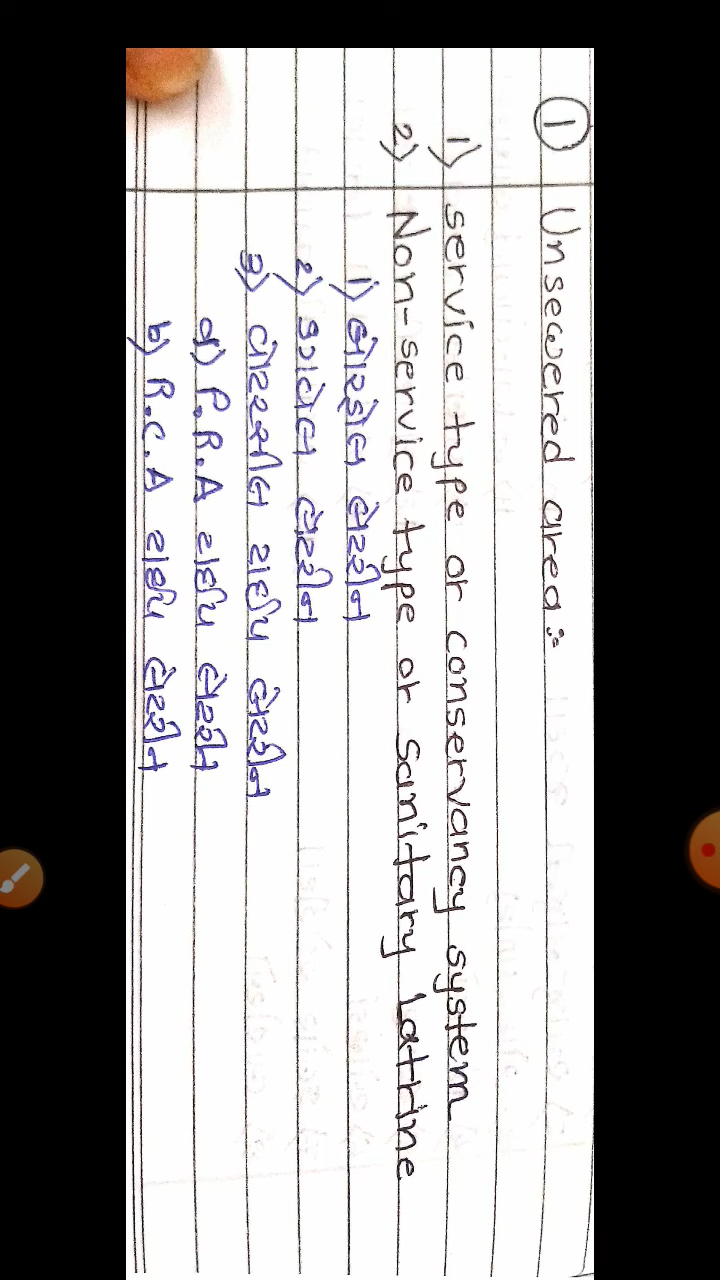 ① Unsewered area :-
1) service type or conservancy system
2) Non-service type or Sanitary Latrine
1) બોરહોલ લેટ્રીન
2) ડગવેલ લેટ્રીન
3) વોટરસીલ ટાઈપ લેટ્રીન
a) P.R.A ટાઈપ લેટ્રીન
b) R.C.A ટાઈપ લેટ્રીન